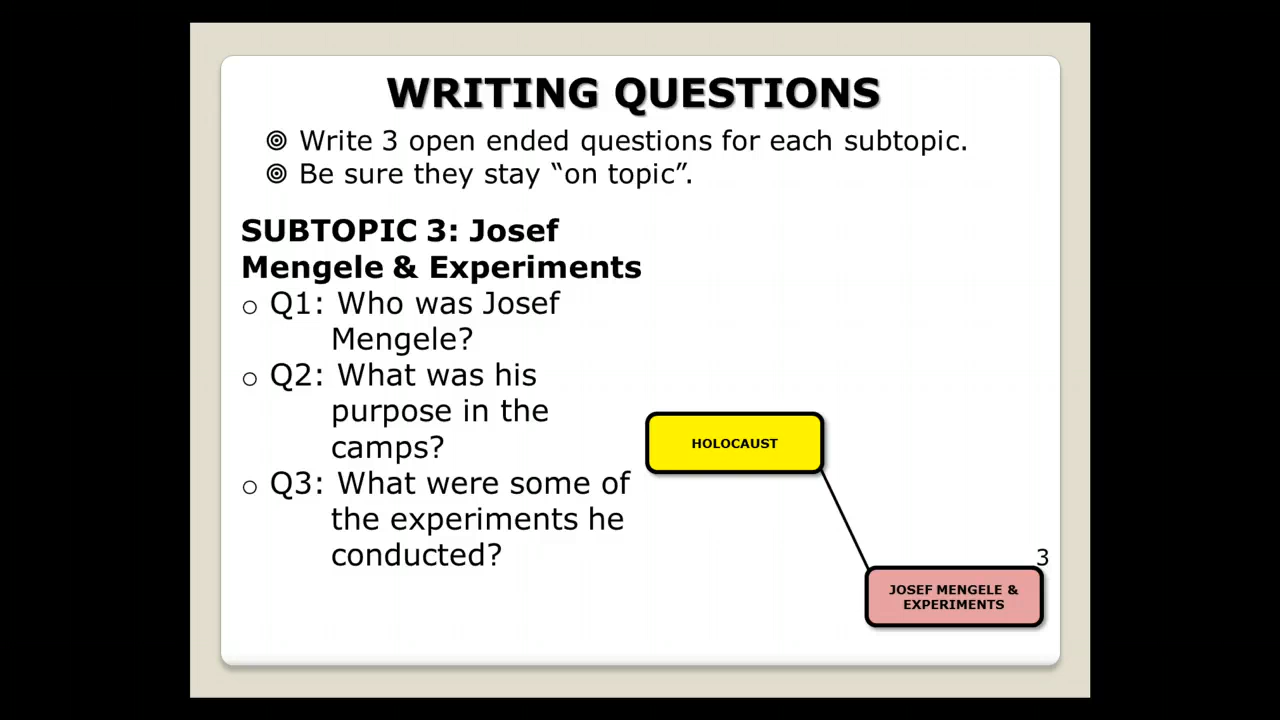 WRITING QUESTIONS
Write 3 open ended questions for each subtopic.
Be sure they stay “on topic”.
SUBTOPIC 3: Josef
Mengele & Experiments
Q1: Who was Josef
Mengele?
Q2: What was his
purpose in the
camps?
Q3: What were some of
the experiments he
conducted?
HOLOCAUST
3
JOSEF MENGELE &
EXPERIMENTS